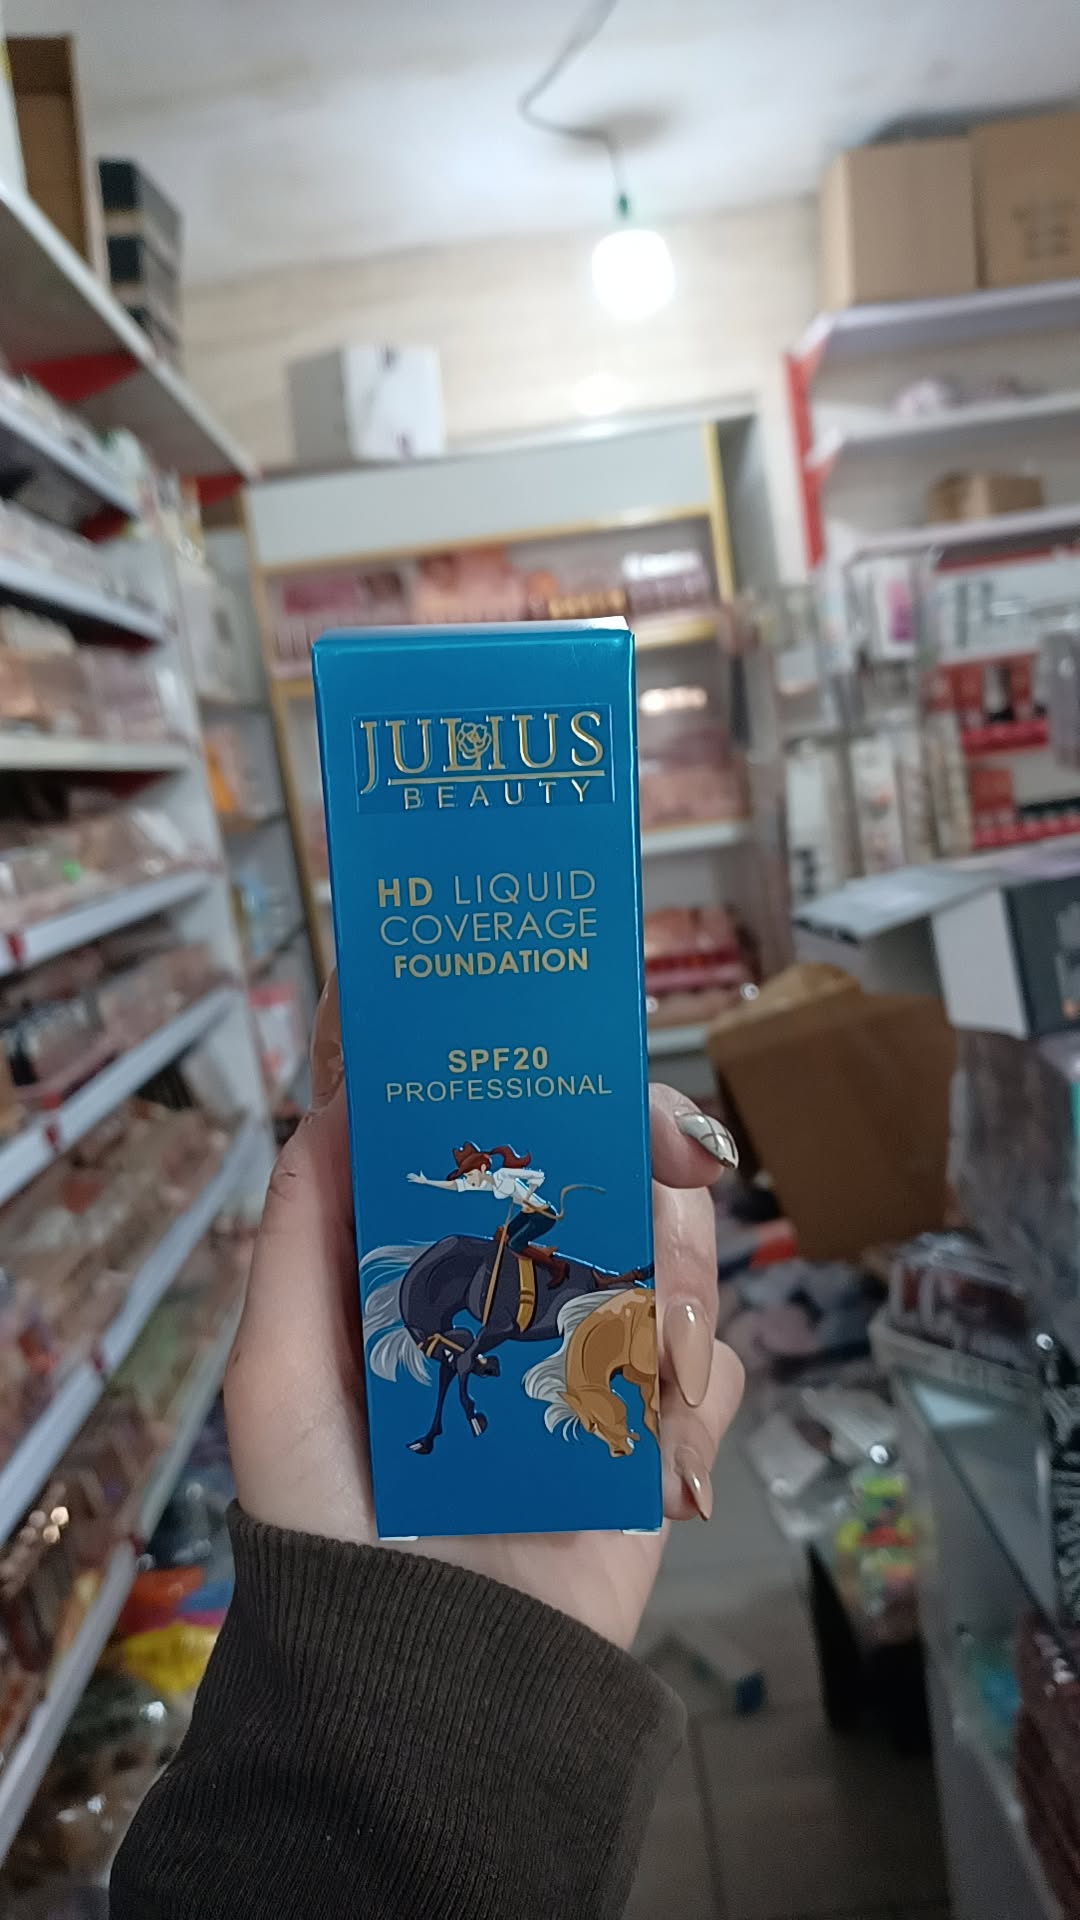 JULIUS
BEAUTY
HD LIQUID
COVERAGE
FOUNDATION
SPF20
PROFESSIONAL